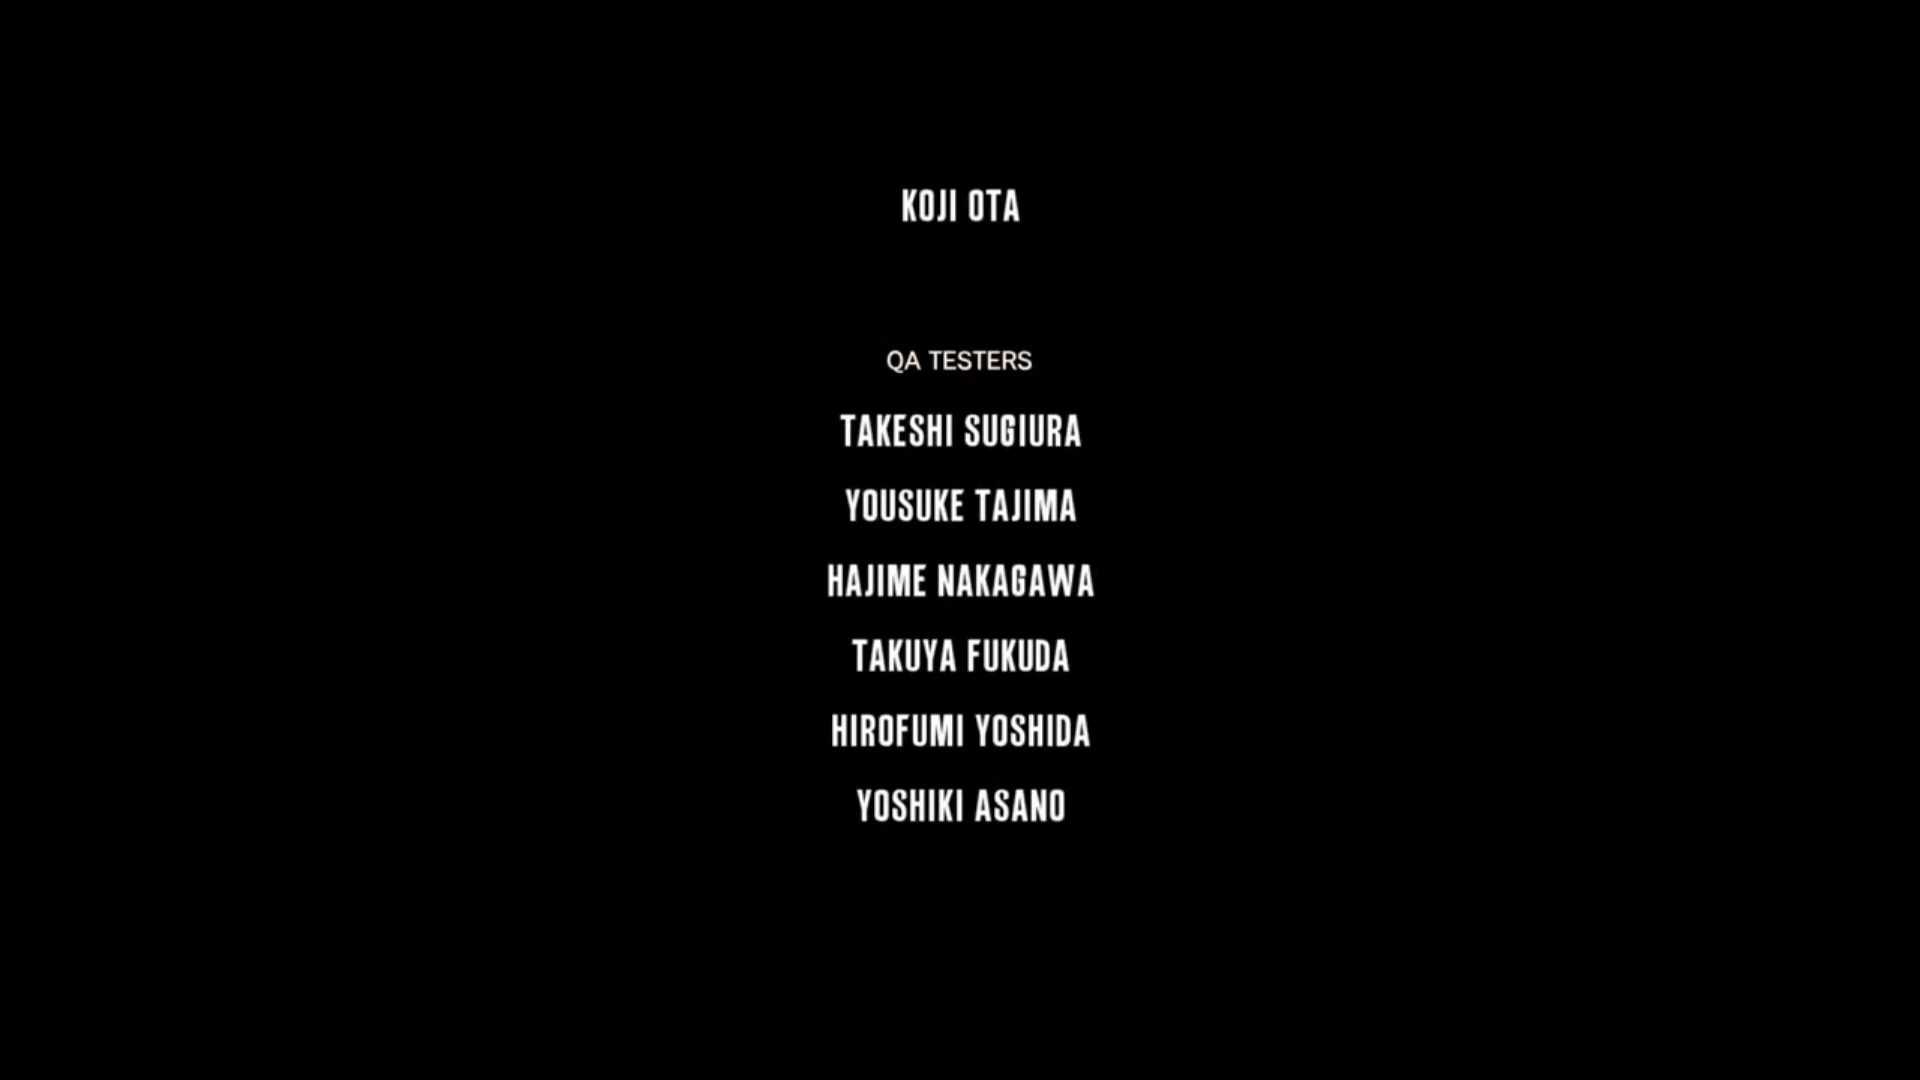 KOJI OTA
QA TESTERS
TAKESHI SUGIURA
YOUSUKE TAJIMA
HAJIME NAKAGAWA
TAKUYA FUKUDA
HIROFUMI YOSHIDA
YOSHIKI ASANO